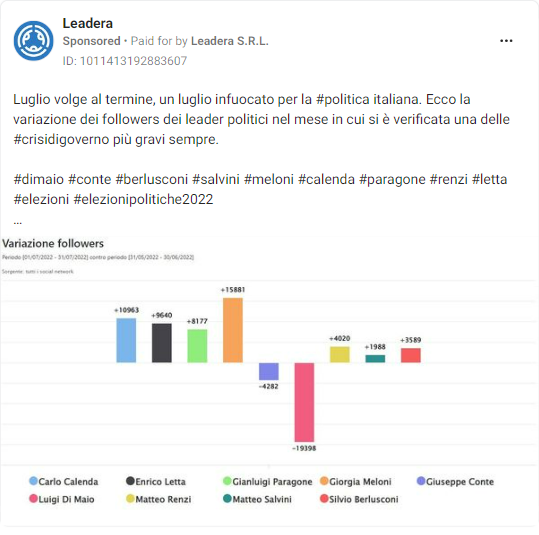 Leadera
Sponsored • Paid for by Leadera S.R.L.
ID: 1011413192883607
Luglio volge al termine, un luglio infuocato per la #politica italiana. Ecco la
variazione dei followers dei leader politici nel mese in cui si è verificata una delle
#crisidigoverno più gravi sempre.
#dimaio #conte #berlusconi #salvini #meloni #calenda #paragone #renzi #letta
#elezioni #elezionipolitiche2022
...
Variazione followers
Periodo [01/07/2022 - 31/07/2022] contro periodo [31/05/2022 - 30/06/2022]
Sorgente: tutti i social network
+10963 +9640 +8177 +15881 -4282 -19398 +4020 +1988 +3589
Carlo Calenda Enrico Letta Gianluigi Paragone Giorgia Meloni Giuseppe Conte
Luigi Di Maio Matteo Renzi Matteo Salvini Silvio Berlusconi